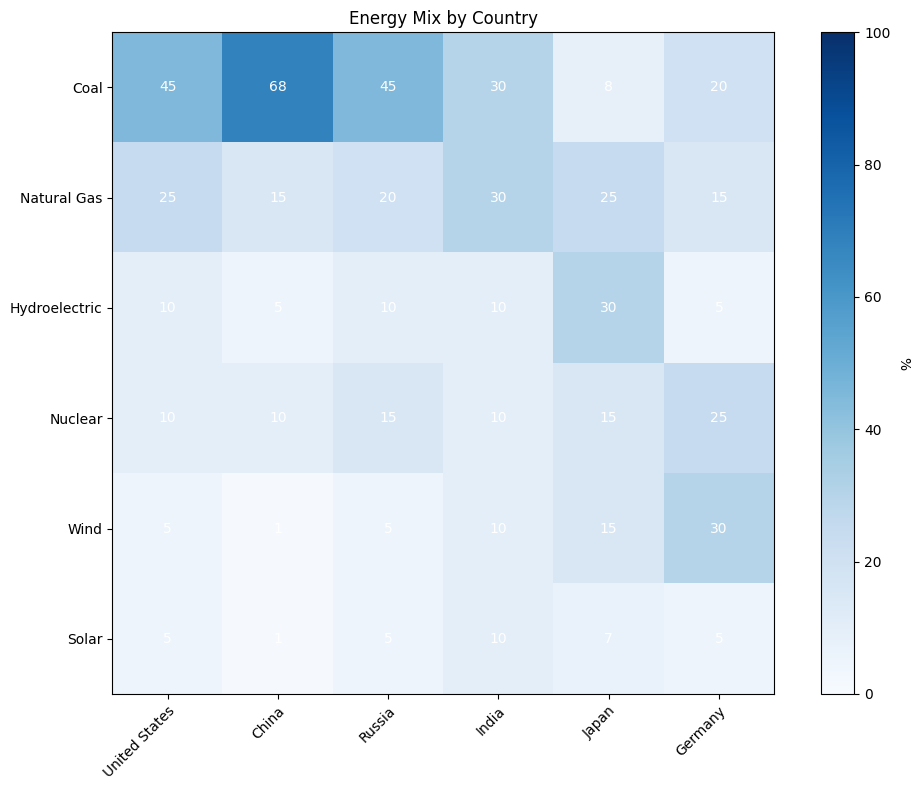 Energy Mix by Country
Coal 45 68 45 30 8 20
Natural Gas 25 15 20 30 25 15
Hydroelectric 10 5 10 10 30 5
Nuclear 10 10 15 10 15 25
Wind 5 1 5 10 15 30
Solar 5 1 5 10 7 5
United States China Russia India Japan Germany
100
80
60
40
20
0
%